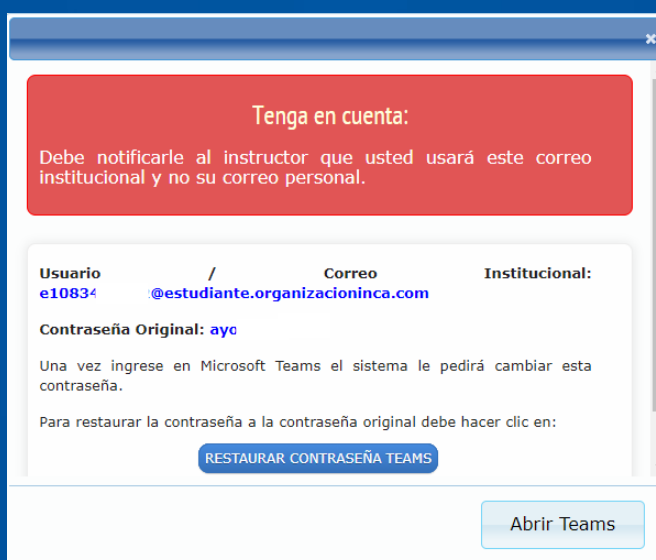 Tenga en cuenta:
Debe notificarle al instructor que usted usará este correo
institucional y no su correo personal.
Usuario / Correo Institucional:
e10834 @estudiante.organizacioninca.com
Contraseña Original: ayo
Una vez ingrese en Microsoft Teams el sistema le pedirá cambiar esta
contraseña.
Para restaurar la contraseña a la contraseña original debe hacer clic en:
RESTAURAR CONTRASEÑA TEAMS
Abrir Teams